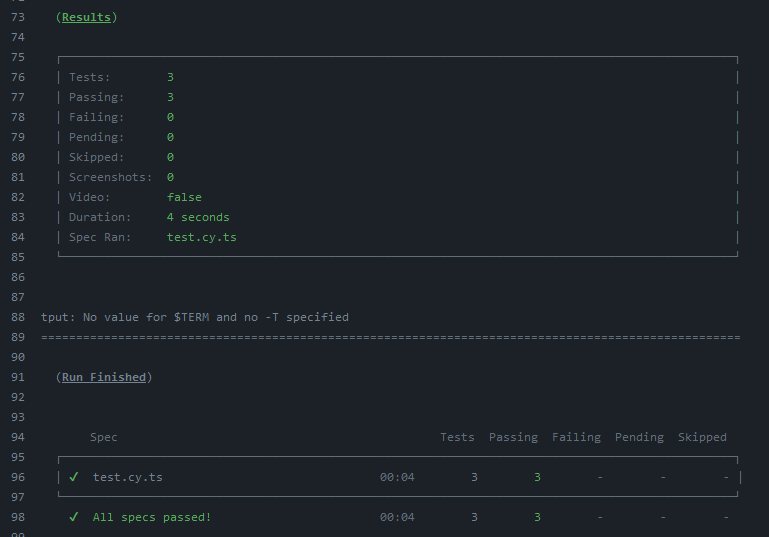 73 (Results)
74
75
76 Tests: 3
77 Passing: 3
78 Failing: 0
79 Pending: 0
80 Skipped: 0
81 Screenshots: 0
82 Video: false
83 Duration: 4 seconds
84 Spec Ran: test.cy.ts
85
86
87
88 tput: No value for $TERM and no -T specified
89 ====================================================================================================
90
91 (Run Finished)
92
93
94 Spec Tests Passing Failing Pending Skipped
95
96 ✔ test.cy.ts 00:04 3 3 - - -
97
98 ✔ All specs passed! 00:04 3 3 - - -